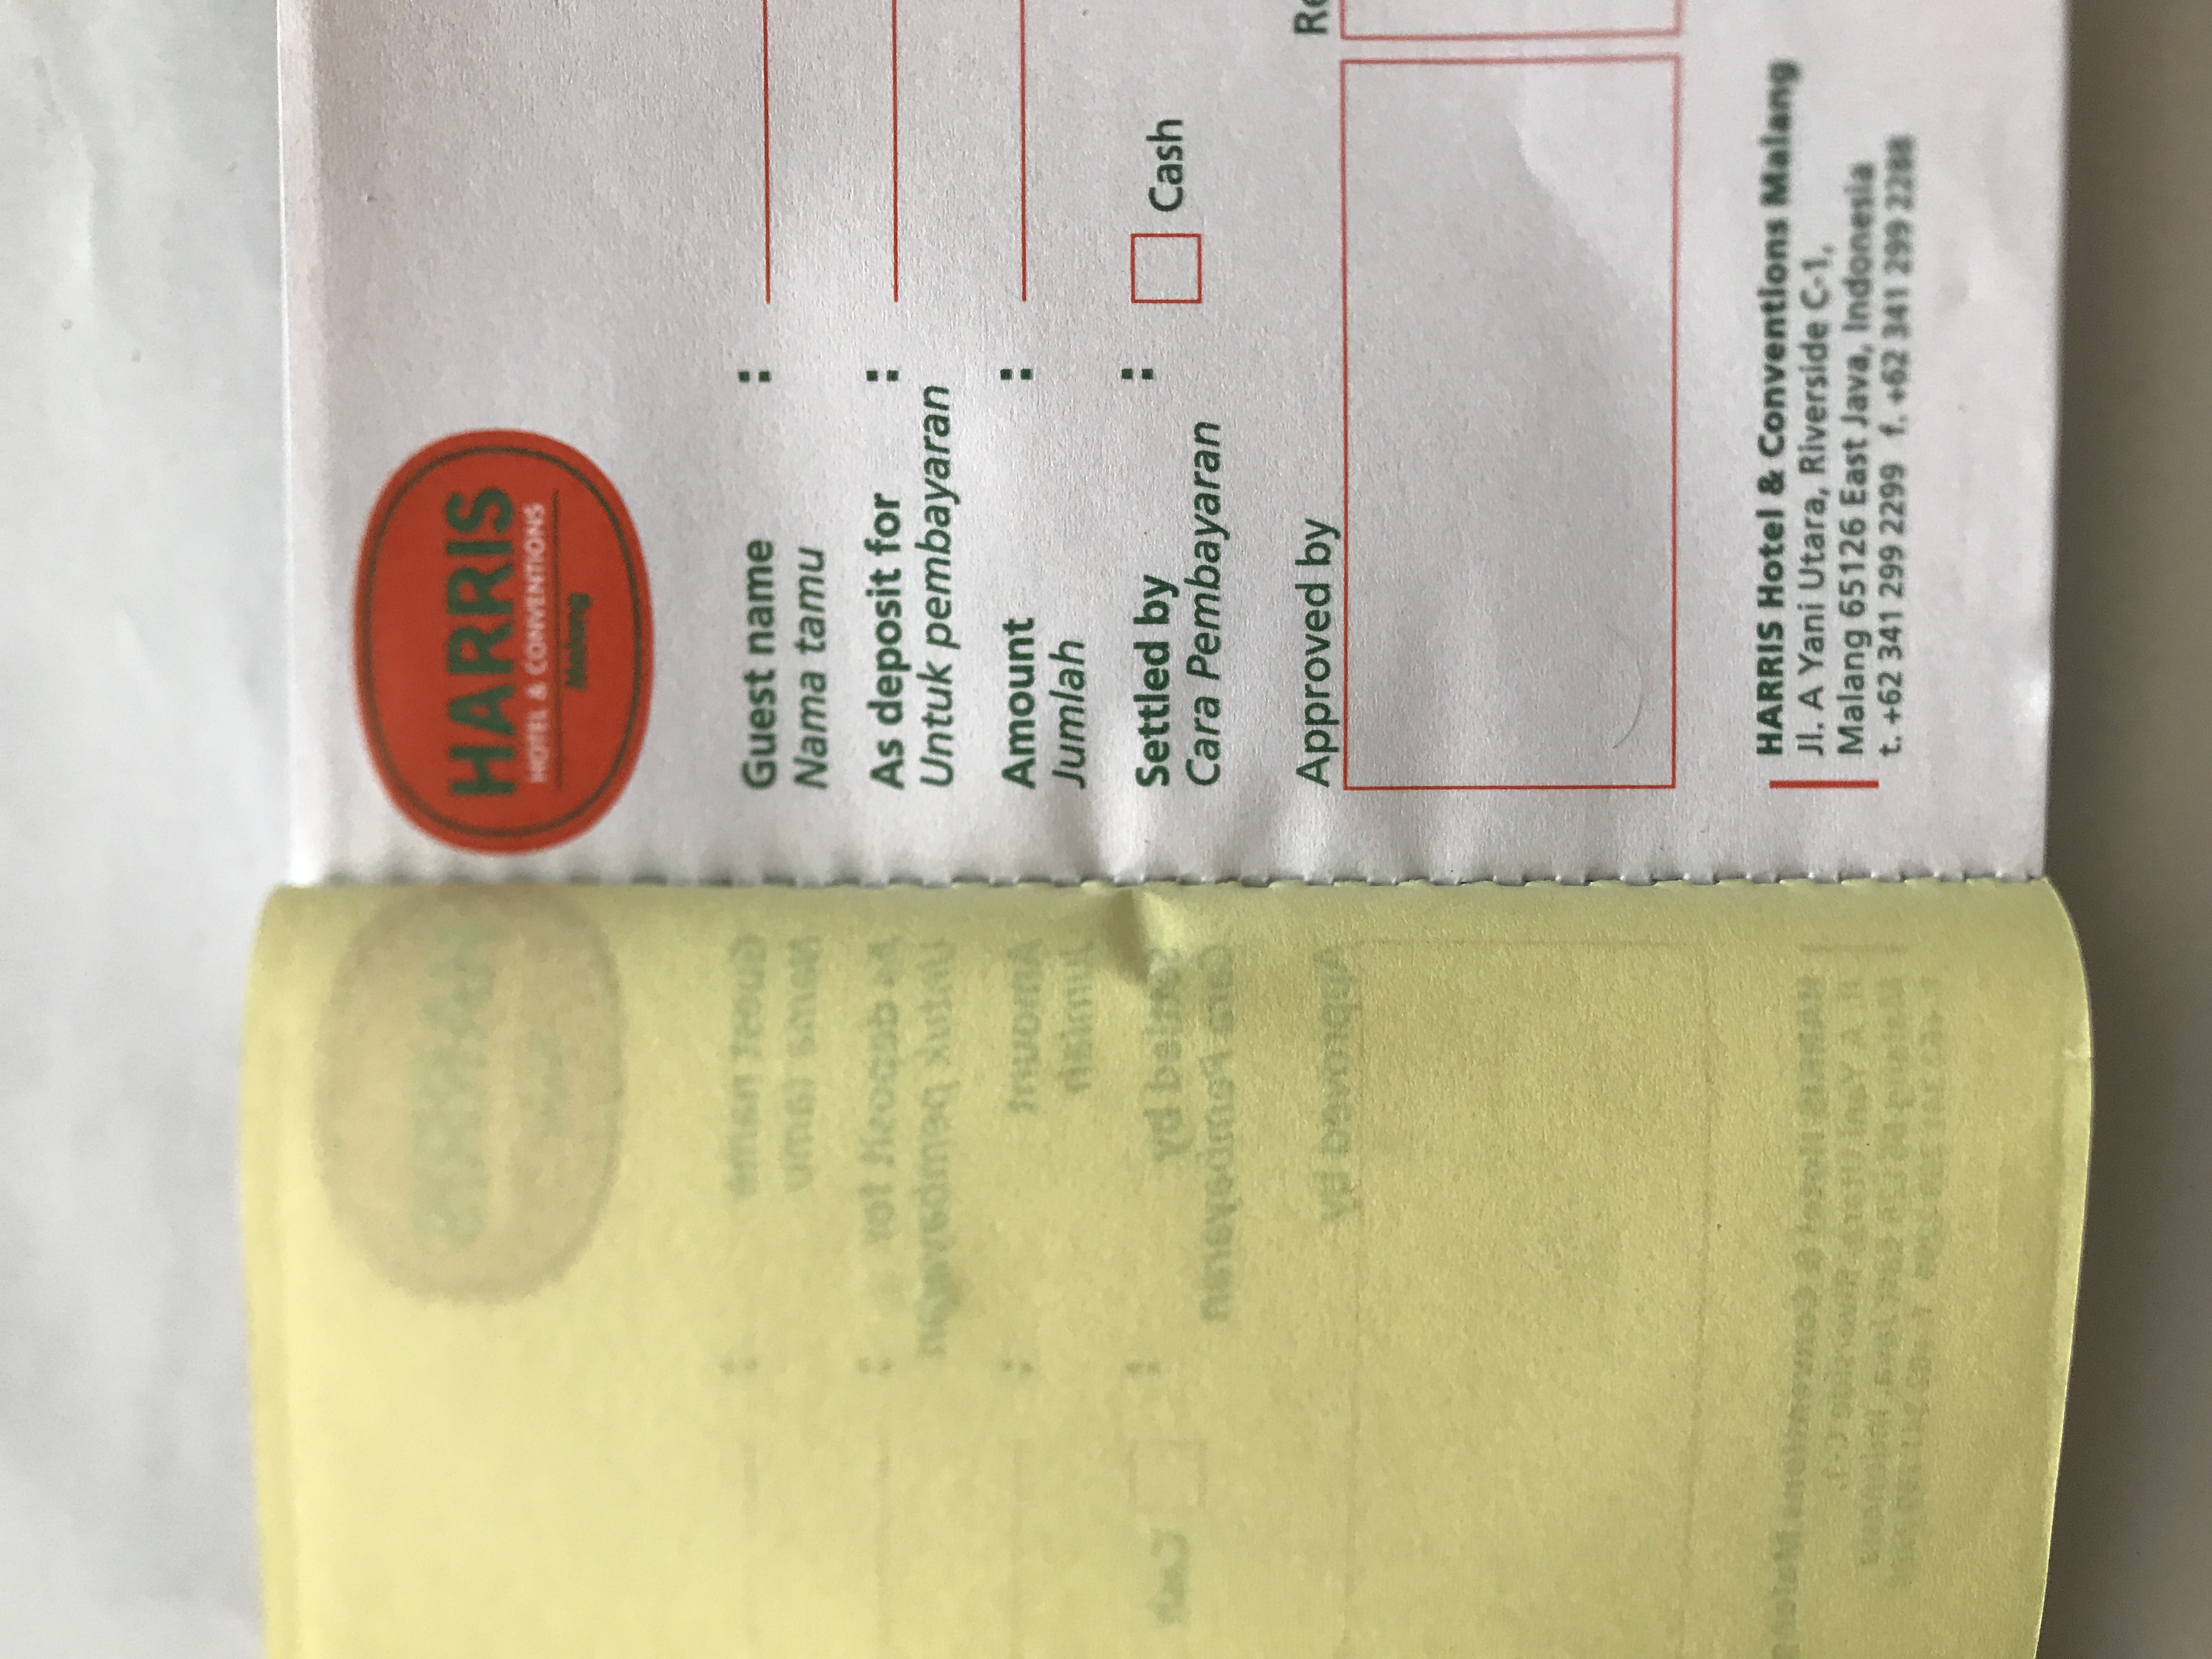 HARRIS
HOTEL & CONVENTIONS
Malang
Guest name :
Nama tamu
As deposit for :
Untuk pembayaran
Amount :
Jumlah
Settled by : Cash
Cara Pembayaran
Approved by
HARRIS Hotel & Conventions Malang
Jl. A Yani Utara, Riverside C-1,
Malang 65126 East Java, Indonesia
t. +62 341 299 2299 f. +62 341 299 2288